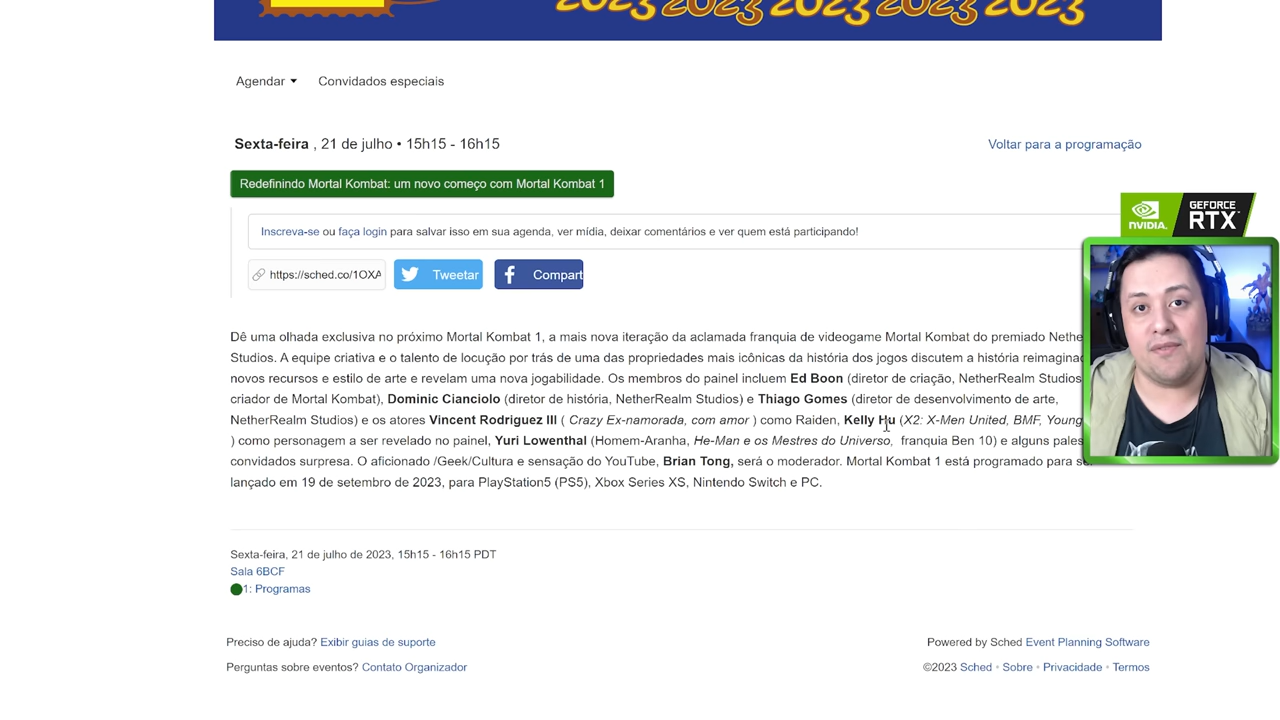 2023 2023 2023 2023 2023
Agendar Convidados especiais
Sexta-feira , 21 de julho • 15h15 - 16h15
Voltar para a programação
Redefinindo Mortal Kombat: um novo começo com Mortal Kombat 1
NVIDIA. GEFORCE RTX
Inscreva-se ou faça login para salvar isso em sua agenda, ver mídia, deixar comentários e ver quem está participando!
https://sched.co/1OXA Tweetar Compart
Dê uma olhada exclusiva no próximo Mortal Kombat 1, a mais nova iteração da aclamada franquia de videogame Mortal Kombat do premiado Nethe
Studios. A equipe criativa e o talento de locução por trás de uma das propriedades mais icônicas da história dos jogos discutem a história reimaginad
novos recursos e estilo de arte e revelam uma nova jogabilidade. Os membros do painel incluem Ed Boon (diretor de criação, NetherRealm Studios
criador de Mortal Kombat), Dominic Cianciolo (diretor de história, NetherRealm Studios) e Thiago Gomes (diretor de desenvolvimento de arte,
NetherRealm Studios) e os atores Vincent Rodriguez III ( Crazy Ex-namorada, com amor ) como Raiden, Kelly Hu (X2: X-Men United, BMF, Young
) como personagem a ser revelado no painel, Yuri Lowenthal (Homem-Aranha, He-Man e os Mestres do Universo, franquia Ben 10) e alguns pales
convidados surpresa. O aficionado /Geek/Cultura e sensação do YouTube, Brian Tong, será o moderador. Mortal Kombat 1 está programado para se
lançado em 19 de setembro de 2023, para PlayStation5 (PS5), Xbox Series XS, Nintendo Switch e PC.
Sexta-feira, 21 de julho de 2023, 15h15 - 16h15 PDT
Sala 6BCF
1: Programas
Preciso de ajuda? Exibir guias de suporte
Powered by Sched Event Planning Software
Perguntas sobre eventos? Contato Organizador
©2023 Sched • Sobre • Privacidade • Termos